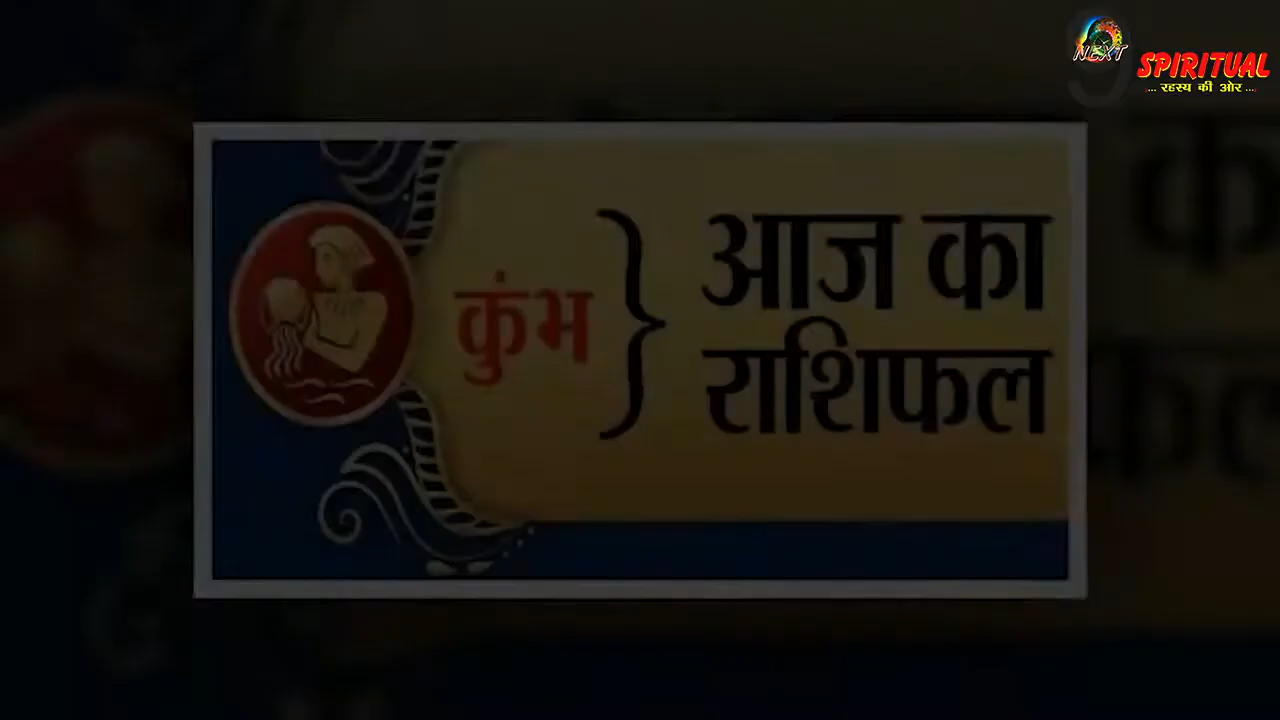 NEXT
SPIRITUAL
... रहस्य की ओर ...
कुंभ
आज का
राशिफल